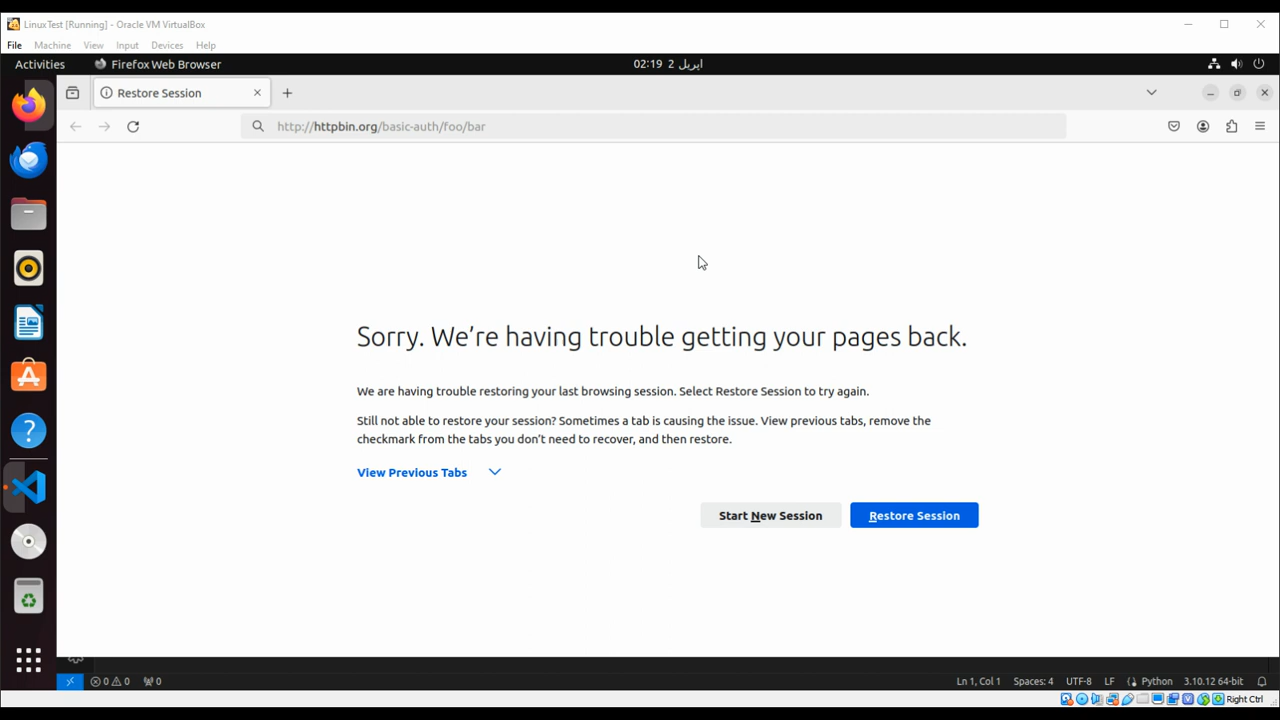 LinuxTest [Running] - Oracle VM VirtualBox
File Machine View Input Devices Help
Activities Firefox Web Browser 02:19 2 اپریل
Restore Session
http://httpbin.org/basic-auth/foo/bar
Sorry. We're having trouble getting your pages back.
We are having trouble restoring your last browsing session. Select Restore Session to try again.
Still not able to restore your session? Sometimes a tab is causing the issue. View previous tabs, remove the
checkmark from the tabs you don't need to recover, and then restore.
View Previous Tabs
Start New Session Restore Session
0 0 0 Ln 1, Col 1 Spaces: 4 UTF-8 LF Python 3.10.12 64-bit
Right Ctrl